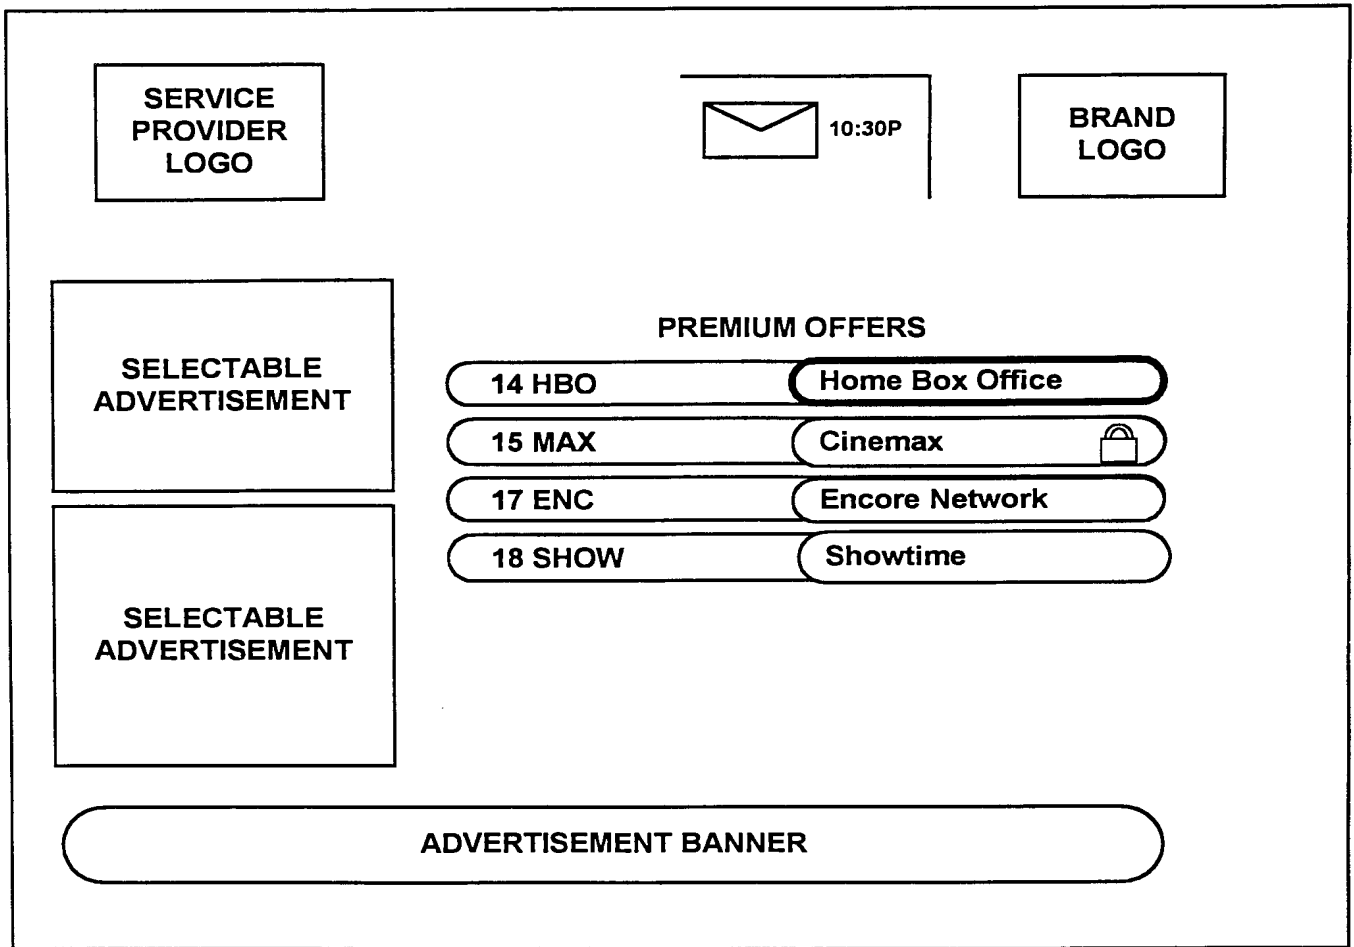 SERVICE
PROVIDER
LOGO
10:30P
BRAND
LOGO
SELECTABLE
ADVERTISEMENT
PREMIUM OFFERS
14 HBO Home Box Office
15 MAX Cinemax
17 ENC Encore Network
18 SHOW Showtime
SELECTABLE
ADVERTISEMENT
ADVERTISEMENT BANNER